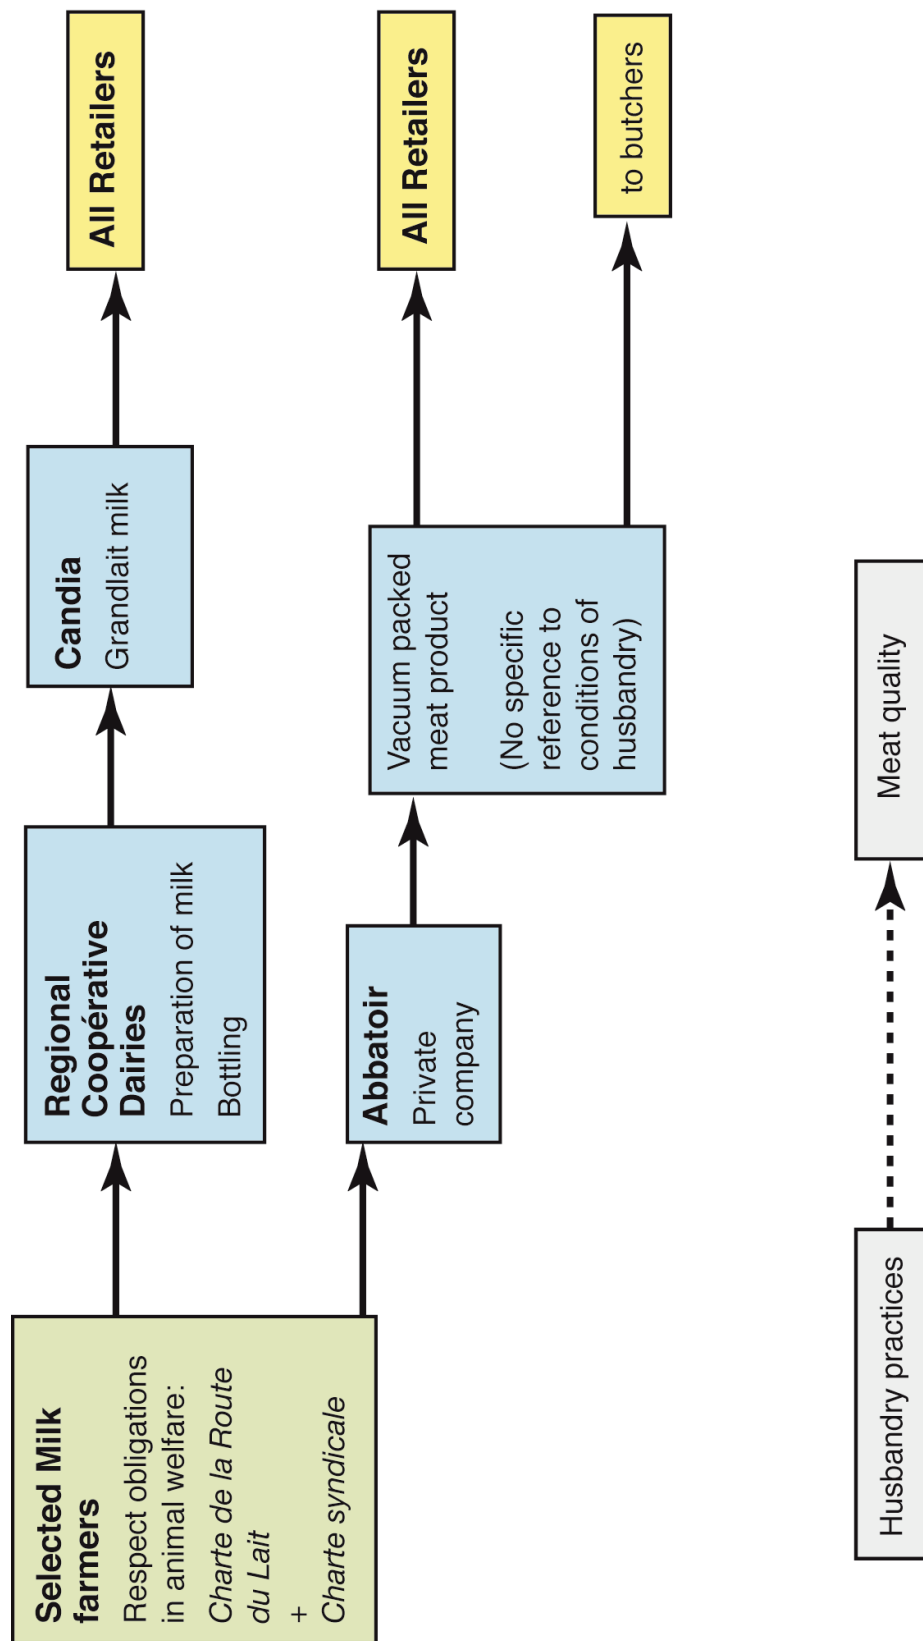 Selected Milk
farmers
Respect obligations
in animal welfare:
Charte de la Route
du Lait
+
Charte syndicale
Regional
Coopérative
Dairies
Preparation of milk
Bottling
Candia
Grandlait milk
All Retailers
Abbatoir
Private
company
Vacuum packed
meat product
(No specific
reference to
conditions of
husbandry)
All Retailers
to butchers
Husbandry practices
Meat quality